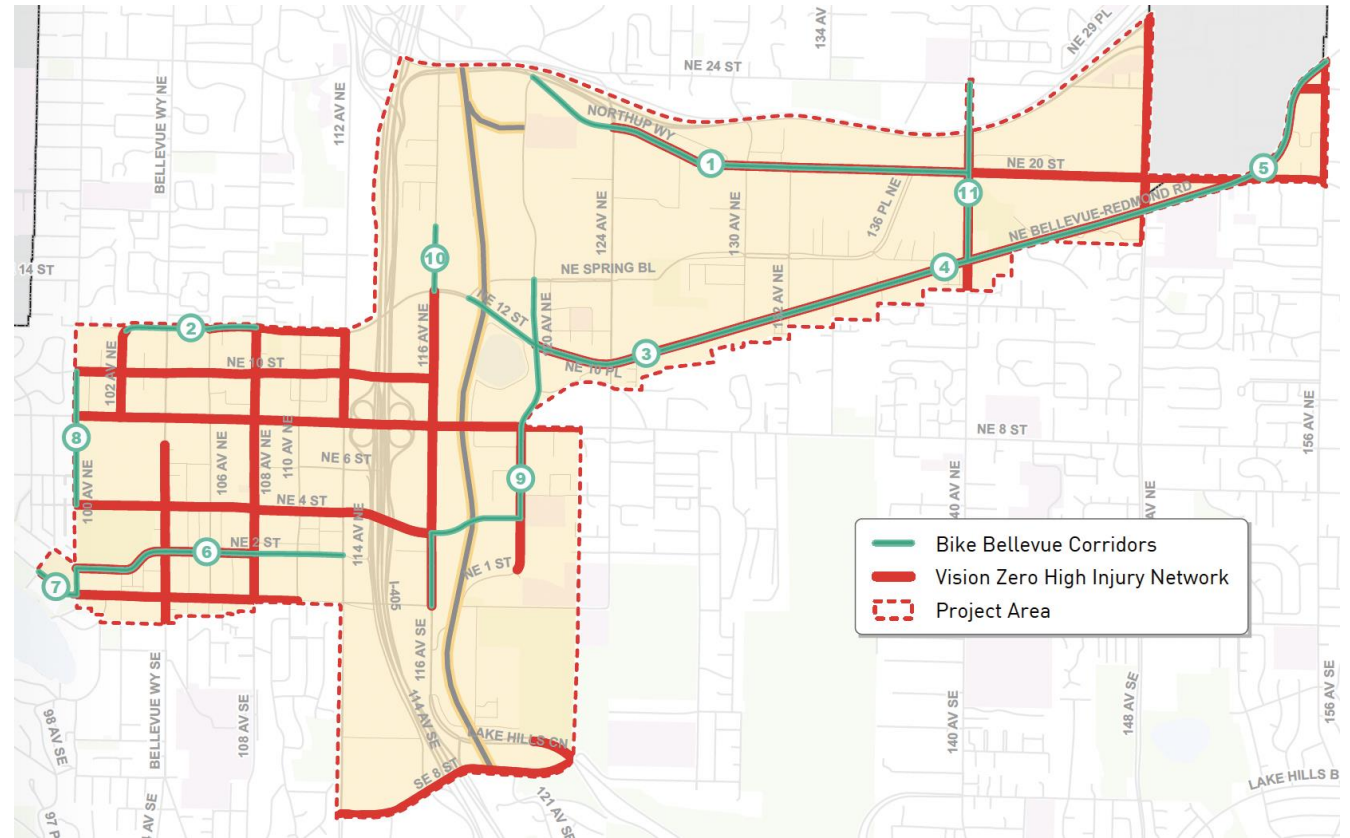 134 AV
NE 29 PL
NE 24 ST
BELLEVUE WY NE
112 AV NE
NORTHUP WY
1
NE 20 ST
5
11
136 PL NE
NE BELLEVUE-REDMOND RD
124 AV NE
130 AV NE
10
4
14 ST
NE SPRING BL
NE 12 ST
120 AV NE
132 AV NE
2
116 AV NE
3
NE 10 ST
NE 10 PL
102 AV NE
8
NE 8 ST
106 AV NE
108 AV NE
110 AV NE
NE 6 ST
156 AV NE
100 AV NE
9
NE 4 ST
114 AV NE
40 AV NE
AV NE
6
NE 2 ST
7
NE 1 ST
I-405
Bike Bellevue Corridors
Vision Zero High Injury Network
Project Area
116 AV SE
BELLEVUE WY SE
98 AV SE
108 AV SE
114 AV SE
LAKE HILLS CN
140 AV SE
148 AV SE
156 AV SE
SE 8 ST
LAKE HILLS B
97 P
AV SE
121 AV SE